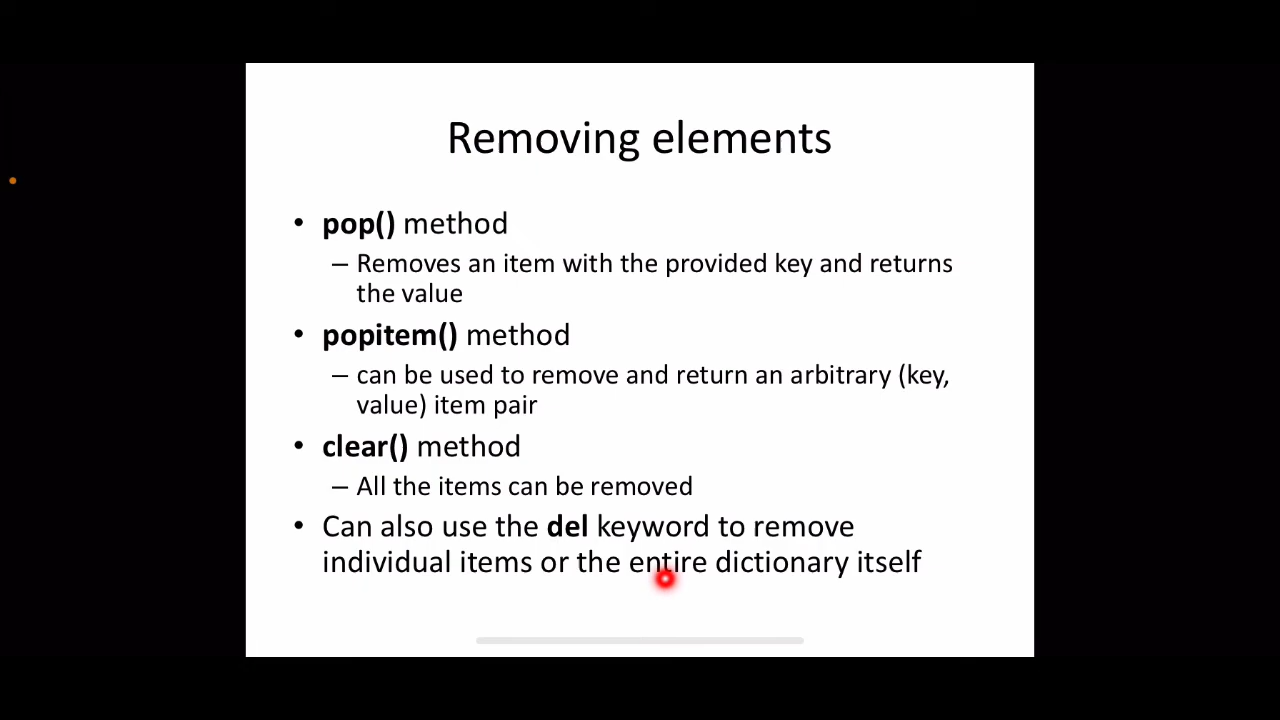 Removing elements
• pop() method
– Removes an item with the provided key and returns
the value
• popitem() method
– can be used to remove and return an arbitrary (key,
value) item pair
• clear() method
– All the items can be removed
• Can also use the del keyword to remove
individual items or the entire dictionary itself